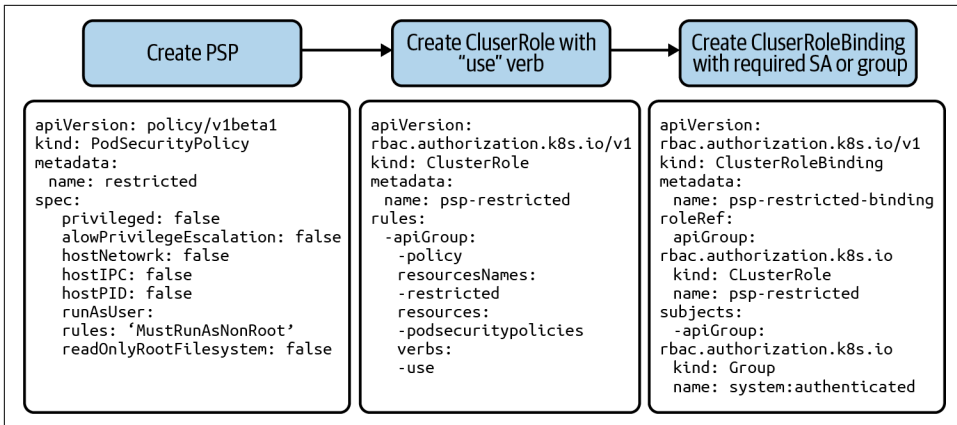 Create PSP
Create CluserRole with
“use” verb
Create CluserRoleBinding
with required SA or group
apiVersion: policy/v1beta1
kind: PodSecurityPolicy
metadata:
name: restricted
spec:
privileged: false
alowPrivilegeEscalation: false
hostNetowrk: false
hostIPC: false
hostPID: false
runAsUser:
rules: ‘MustRunAsNonRoot’
readOnlyRootFilesystem: false
apiVersion:
rbac.authorization.k8s.io/v1
kind: ClusterRole
metadata:
name: psp-restricted
rules:
-apiGroup:
-policy
resourcesNames:
-restricted
resources:
-podsecuritypolicies
verbs:
-use
apiVersion:
rbac.authorization.k8s.io/v1
kind: ClusterRoleBinding
metadata:
name: psp-restricted-binding
roleRef:
apiGroup:
rbac.authorization.k8s.io
kind: CLusterRole
name: psp-restricted
subjects:
-apiGroup:
rbac.authorization.k8s.io
kind: Group
name: system:authenticated